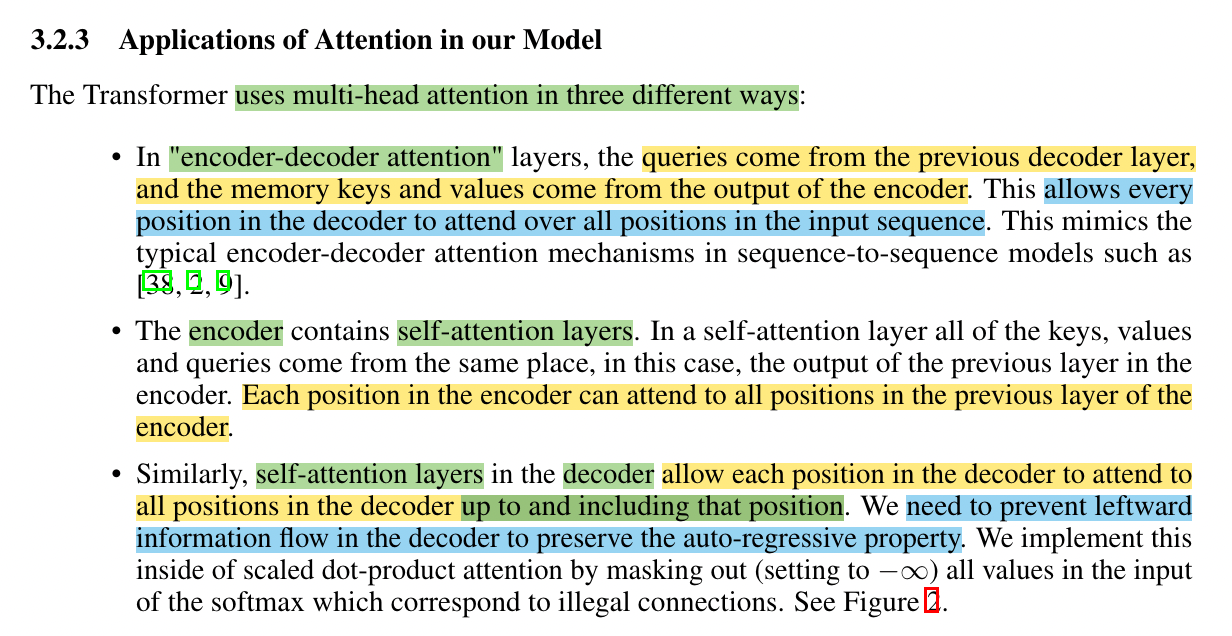 3.2.3 Applications of Attention in our Model
The Transformer uses multi-head attention in three different ways:
• In "encoder-decoder attention" layers, the queries come from the previous decoder layer,
and the memory keys and values come from the output of the encoder. This allows every
position in the decoder to attend over all positions in the input sequence. This mimics the
typical encoder-decoder attention mechanisms in sequence-to-sequence models such as
[38, 2, 9].
• The encoder contains self-attention layers. In a self-attention layer all of the keys, values
and queries come from the same place, in this case, the output of the previous layer in the
encoder. Each position in the encoder can attend to all positions in the previous layer of the
encoder.
• Similarly, self-attention layers in the decoder allow each position in the decoder to attend to
all positions in the decoder up to and including that position. We need to prevent leftward
information flow in the decoder to preserve the auto-regressive property. We implement this
inside of scaled dot-product attention by masking out (setting to −∞) all values in the input
of the softmax which correspond to illegal connections. See Figure 2.